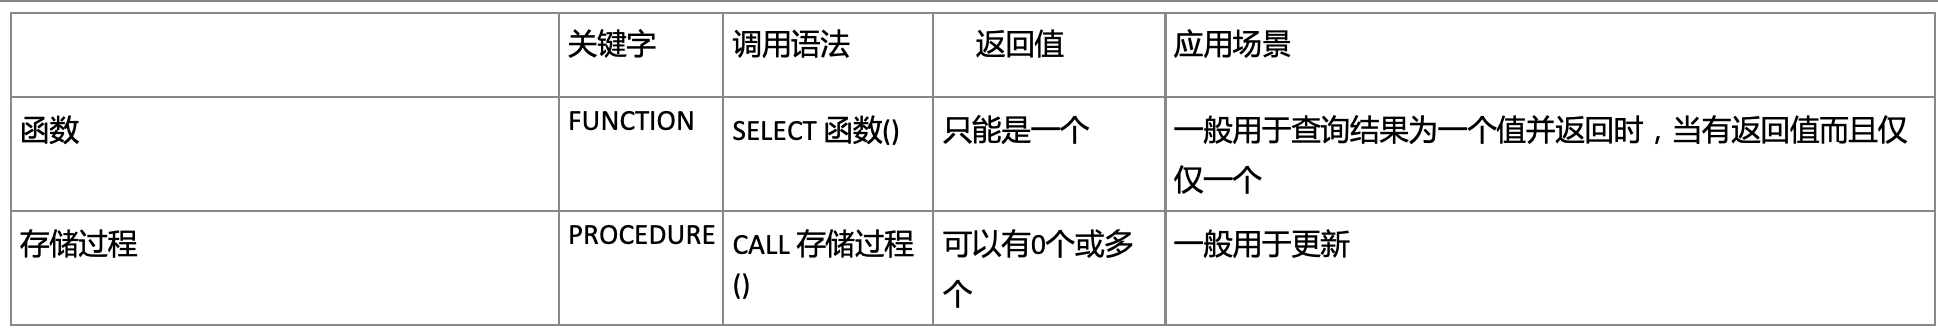 关键字 调用语法 返回值 应用场景
函数 FUNCTION SELECT 函数() 只能是一个 一般用于查询结果为一个值并返回时，当有返回值而且仅
仅一个
存储过程 PROCEDURE CALL 存储过程 可以有0个或多 一般用于更新
() 个